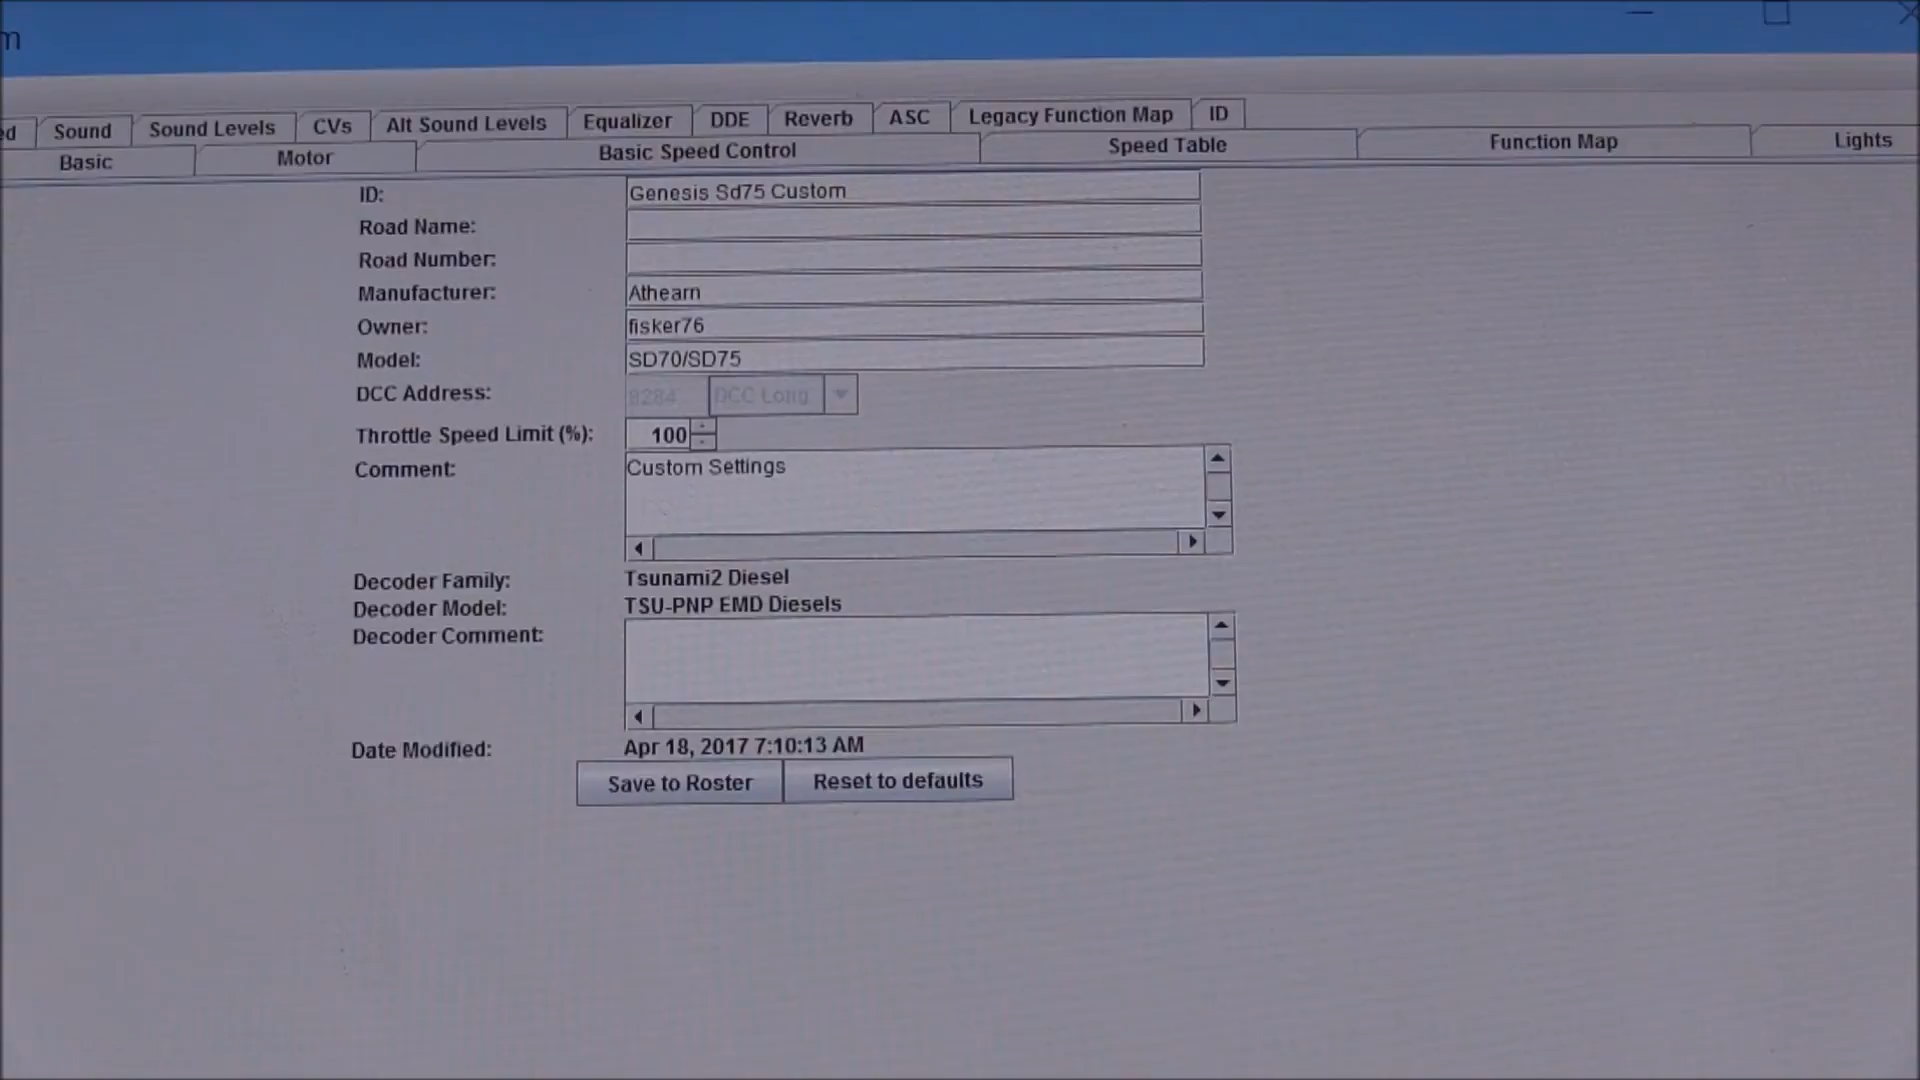 m
ed Sound Sound Levels CVs Alt Sound Levels Equalizer DDE Reverb ASC Legacy Function Map ID
Basic Motor Basic Speed Control Speed Table Function Map Lights
ID: Genesis Sd75 Custom
Road Name:
Road Number:
Manufacturer: Athearn
Owner: fisker76
Model: SD70/SD75
DCC Address: 8284 DCC Long
Throttle Speed Limit (%): 100
Comment: Custom Settings
Decoder Family: Tsunami2 Diesel
Decoder Model: TSU-PNP EMD Diesels
Decoder Comment:
Date Modified: Apr 18, 2017 7:10:13 AM
Save to Roster Reset to defaults